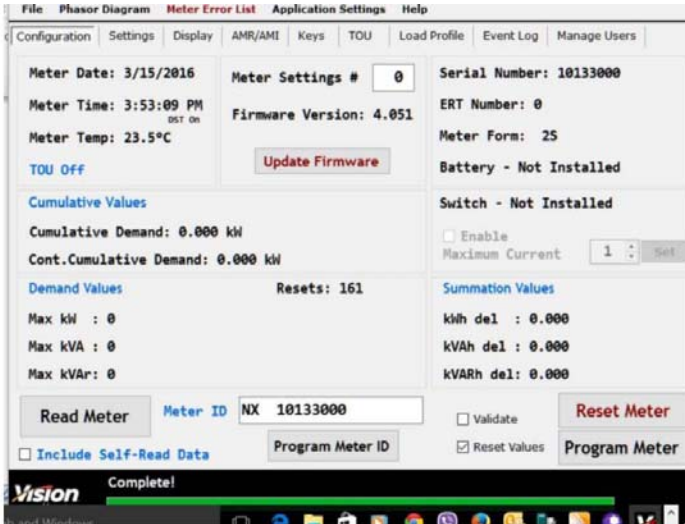 File Phasor Diagram Meter Error List Application Settings Help
Configuration Settings Display AMR/AMI Keys TOU Load Profile Event Log Manage Users
Meter Date: 3/15/2016
Meter Time: 3:53:09 PM
DST On
Meter Temp: 23.5°C
TOU Off
Meter Settings # 0
Firmware Version: 4.051
Update Firmware
Serial Number: 10133000
ERT Number: 0
Meter Form: 2S
Battery - Not Installed
Cumulative Values
Cumulative Demand: 0.000 kW
Cont.Cumulative Demand: 0.000 kW
Switch - Not Installed
Enable
Maximum Current 1 Set
Demand Values Resets: 161
Max kW : 0
Max kVA : 0
Max kVAr: 0
Summation Values
kWh del : 0.000
kVAh del : 0.000
kVARh del: 0.000
Read Meter
Include Self-Read Data
Meter ID NX 10133000
Program Meter ID
Validate
Reset Values
Reset Meter
Program Meter
Vision
Complete!
and Windows